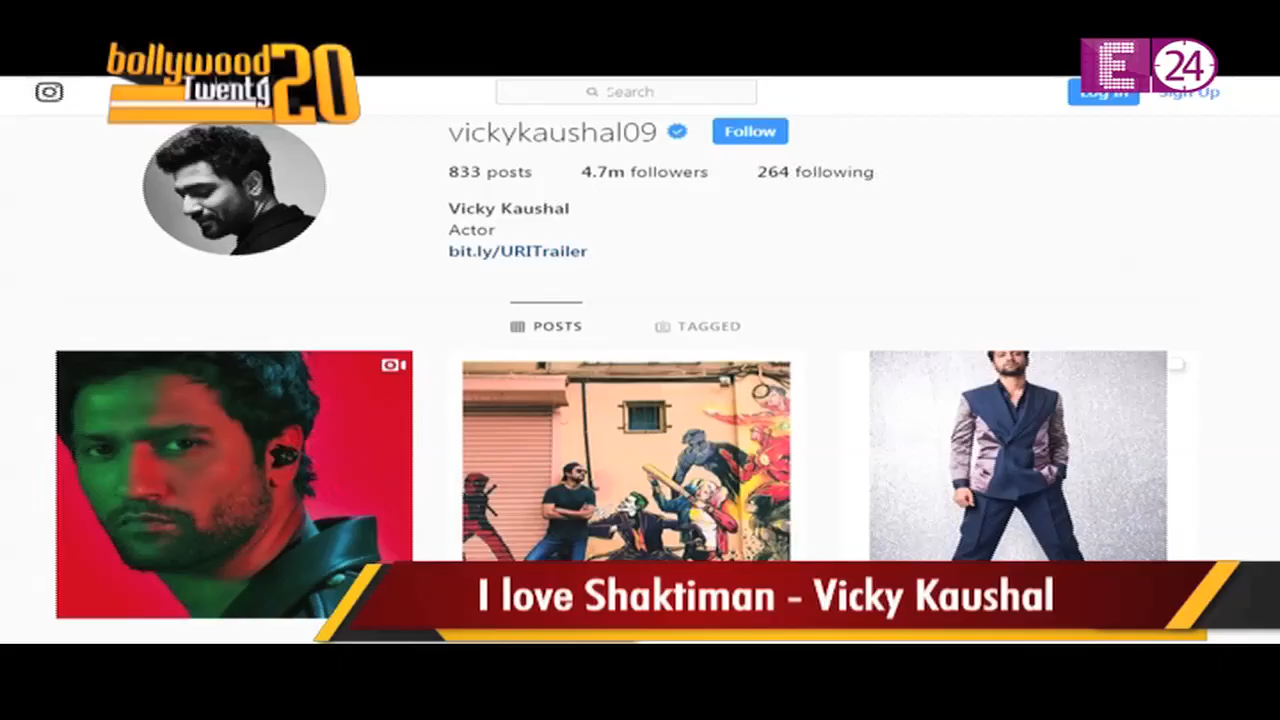 bollywood
Twenty
20
E 24
Search
Log In
Sign Up
vickykaushal09
Follow
833 posts 4.7m followers 264 following
Vicky Kaushal
Actor
bit.ly/URITrailer
POSTS TAGGED
I love Shaktiman - Vicky Kaushal